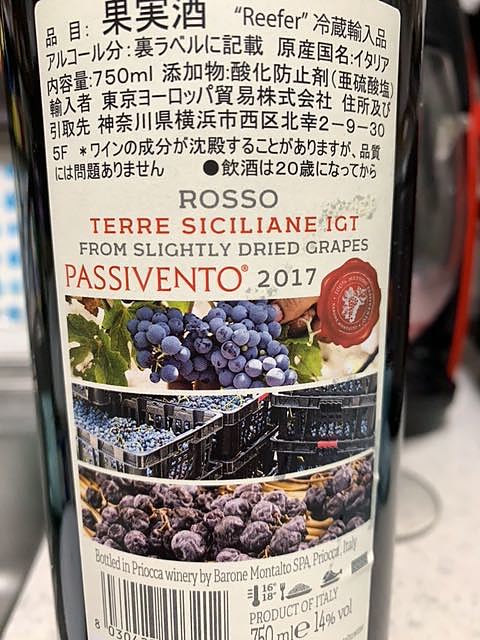 品 目: 果実酒 “Reefer” 冷蔵輸入品
アルコール分:裏ラベルに記載 原産国名:イタリア
内容量:750ml 添加物:酸化防止剤(亜硫酸塩)
輸入者 東京ヨーロッパ貿易株式会社 住所及び
引取先 神奈川県横浜市西区北幸2-9-30
5F *ワインの成分が沈殿することがありますが、品質
には問題ありません ●飲酒は20歳になってから
ROSSO
TERRE SICILIANE IGT
FROM SLIGHTLY DRIED GRAPES
PASSIVENTO® 2017
Bottled in Priocca winery by Barone Montalto SPA, Priocca, Italy
16°
18°
PRODUCT OF ITALY
750 ml e 14% vol